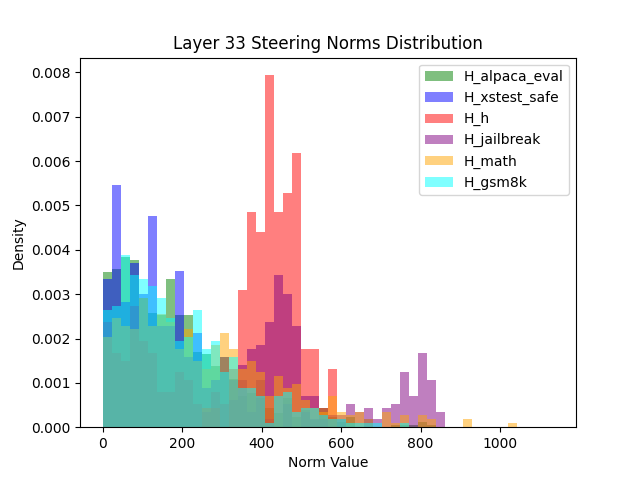 Layer 33 Steering Norms Distribution
H_alpaca_eval
H_xstest_safe
H_h
H_jailbreak
H_math
H_gsm8k
Density
0.008
0.007
0.006
0.005
0.004
0.003
0.002
0.001
0.000
0
200
400
600
800
1000
Norm Value